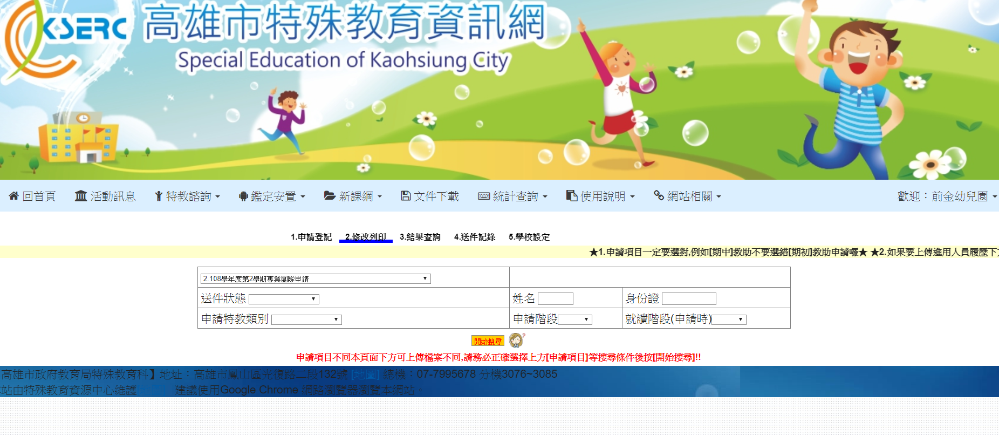 KSERC 高雄市特殊教育資訊網
Special Education of Kaohsiung City
回首頁 活動訊息 特教諮詢 鑑定安置 新課綱 文件下載 統計查詢 使用說明 網站相關 歡迎：前金幼兒園
1.申請登記 2.修改列印 3.結果查詢 4.送件記錄 5.學校設定
★1.申請項目一定要選對,例如[期中]教助不要選錯[期初]教助申請囉★ ★2.如果要上傳進用人員履歷下
2.108學年度第2學期專業團隊申請
送件狀態 姓名 身份證
申請特教類別 申請階段 就讀階段(申請時)
開始搜尋
申請項目不同本頁面下方可上傳檔案不同,請務必正確選擇上方[申請項目]等搜尋條件後按[開始搜尋]!!
高雄市政府教育局特殊教育科】地址：高雄市鳳山區光復路二段132號 [地圖] 總機：07-7995678 分機3076~3085
站由特殊教育資源中心維護 建議使用Google Chrome 網路瀏覽器瀏覽本網站。